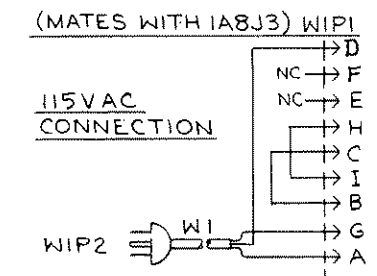 (MATES WITH 1A8J3) W1P1
D
NC F
NC E
115VAC
CONNECTION
H
C
I
B
W1
G
W1P2
A